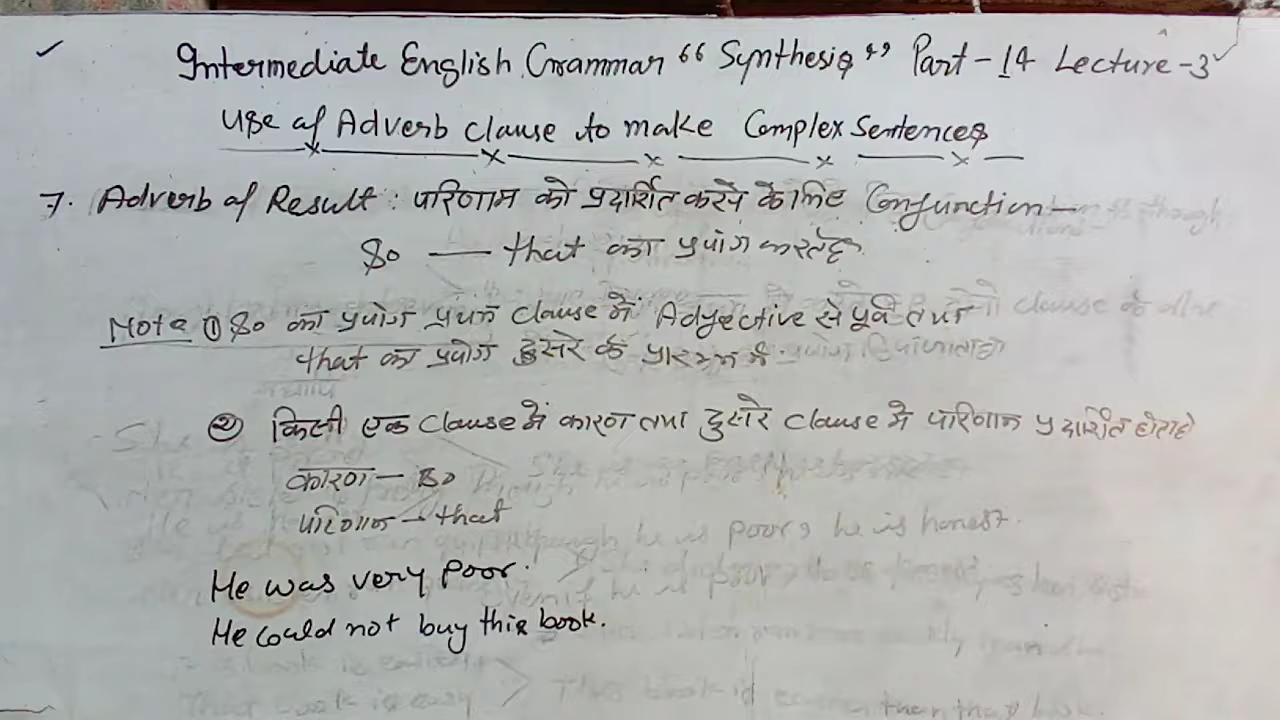 Intermediate English Grammar “ Synthesis ” Part-14 Lecture-3
Use of Adverb clause to make Complex Sentences
7. Adverb of Result : परिणाम को प्रदर्शित करने के लिए Conjunction —
So — that का प्रयोग करते हैं
Note ① So का प्रयोग प्रथम clause में Adjective से पूर्व तथा
that का प्रयोग दुसरे के प्रारम्भ में
② किसी एक clause में कारण तथा दुसरे clause में परिणाम प्रदर्शित होता है
कारण — so
परिणाम — that
He was very poor.
He could not buy this book.